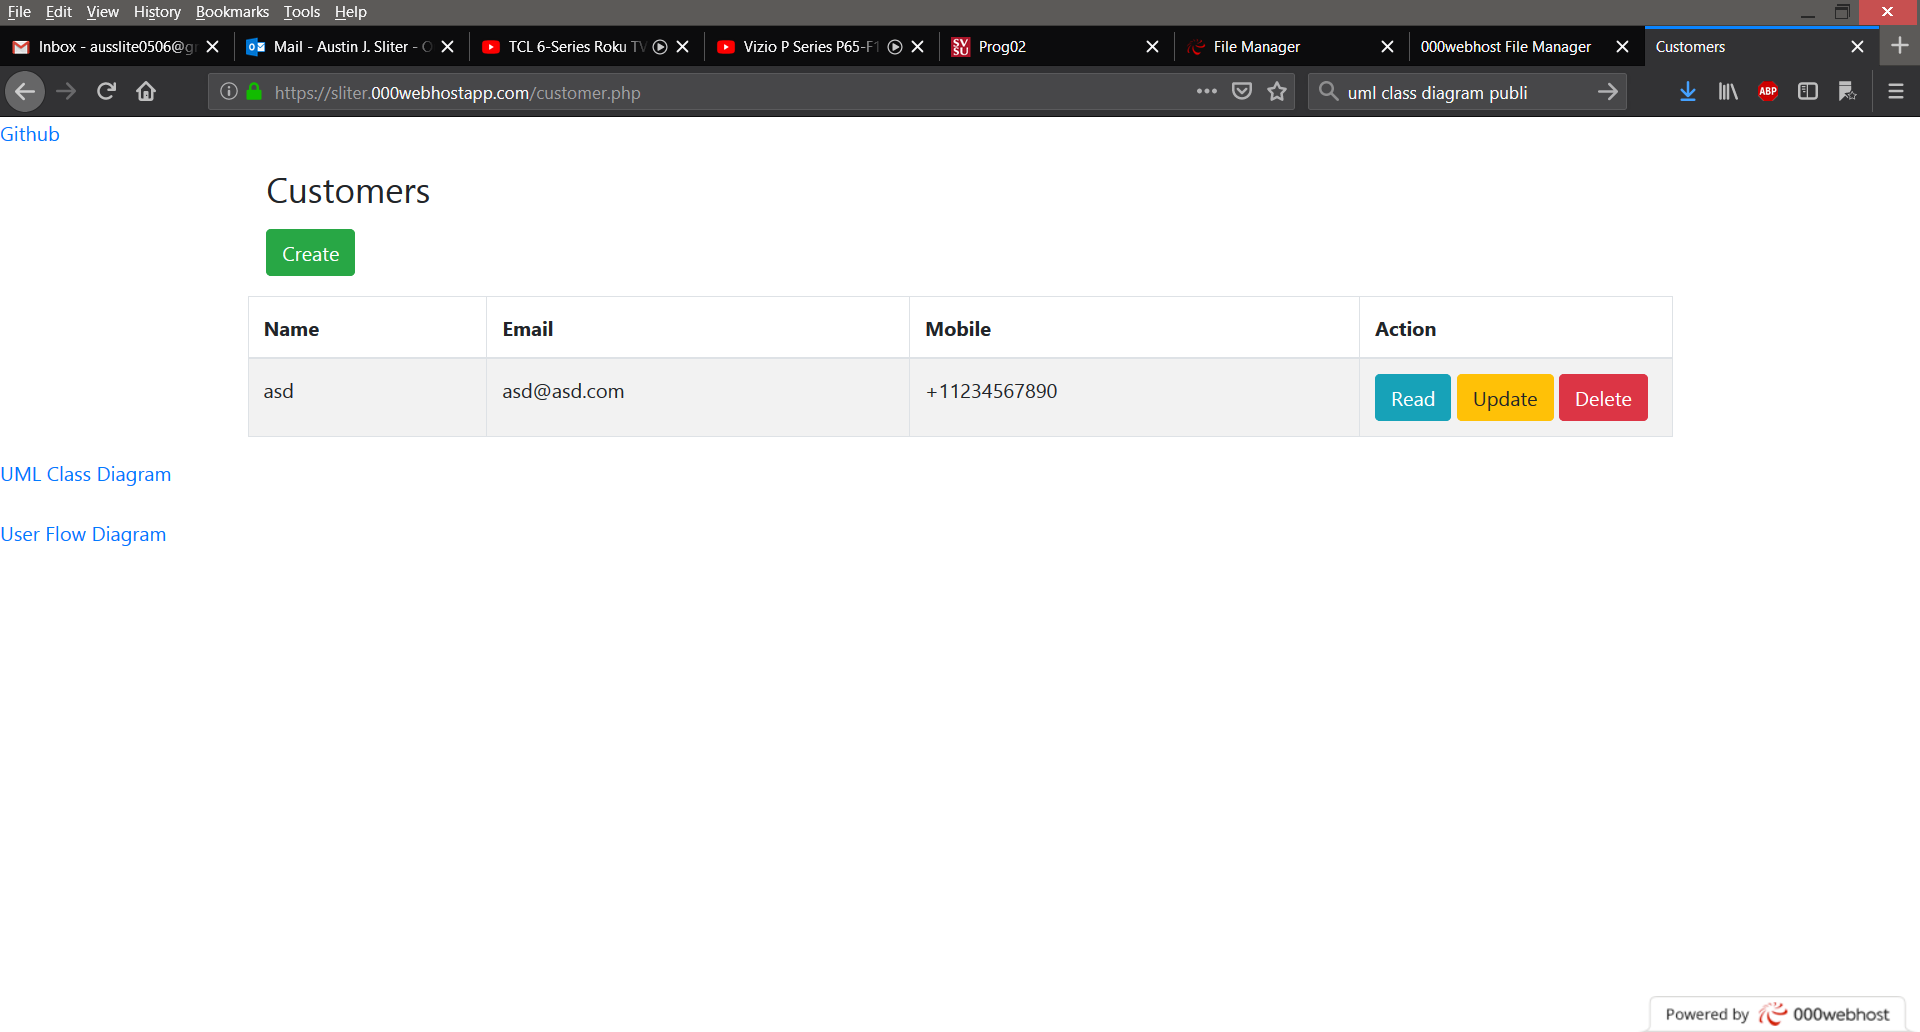 File Edit View History Bookmarks Tools Help
Inbox - ausslite0506@g Mail - Austin J. Sliter - O TCL 6-Series Roku TV Vizio P Series P65-F1 SVSU Prog02 File Manager 000webhost File Manager Customers
https://sliter.000webhostapp.com/customer.php uml class diagram publi ABP
Github
Customers
Create
Name Email Mobile Action
asd asd@asd.com +11234567890 Read Update Delete
UML Class Diagram
User Flow Diagram
Powered by 000webhost